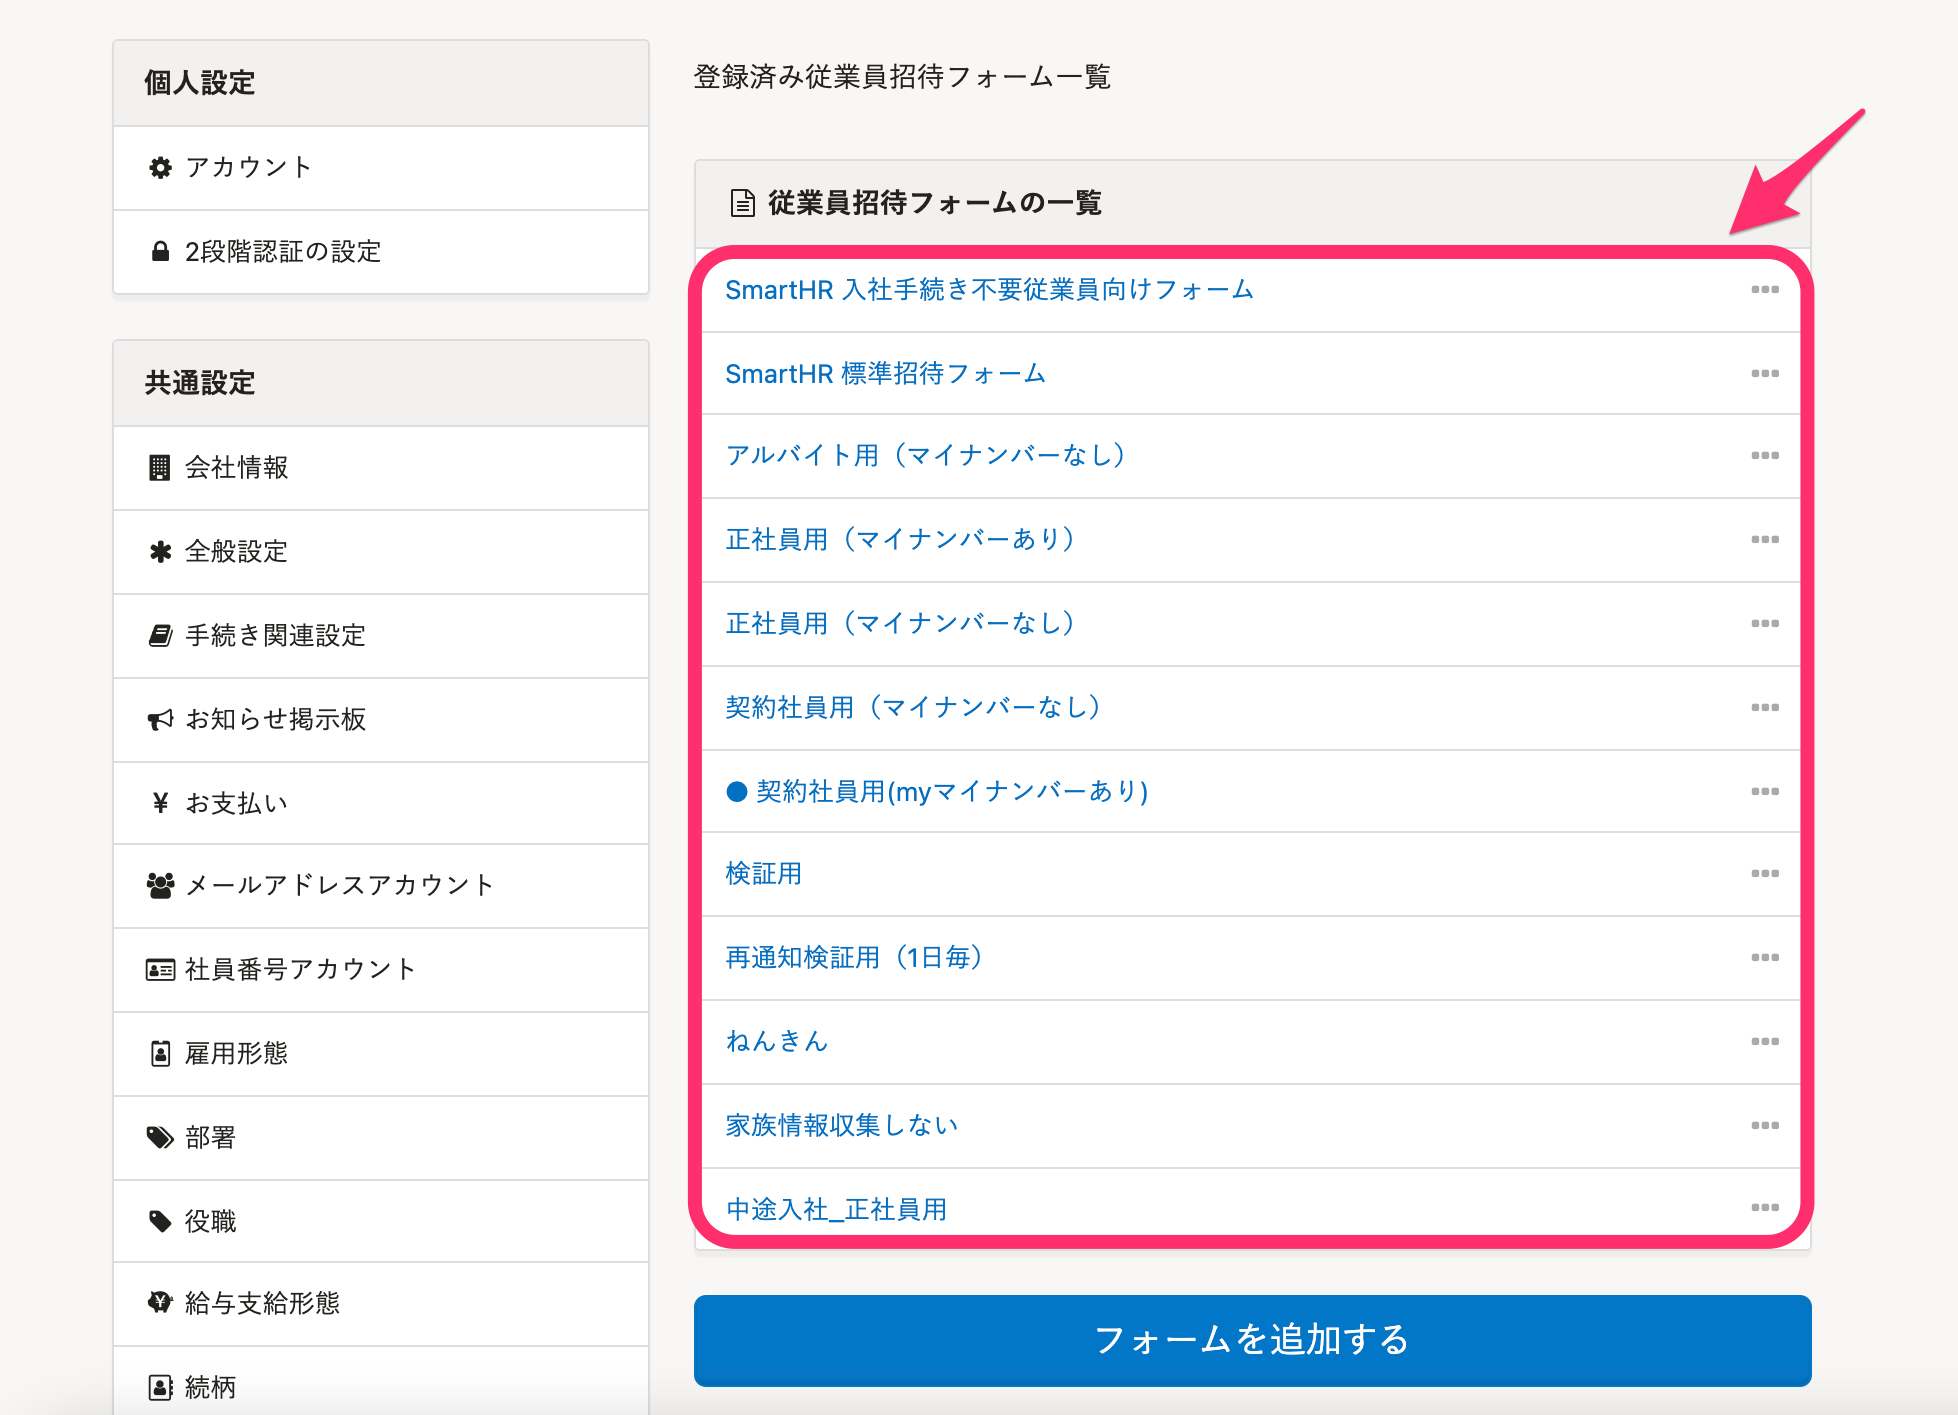 個人設定
アカウント
2段階認証の設定
共通設定
会社情報
全般設定
手続き関連設定
お知らせ掲示板
お支払い
メールアドレスアカウント
社員番号アカウント
雇用形態
部署
役職
給与支給形態
続柄
登録済み従業員招待フォーム一覧
従業員招待フォームの一覧
SmartHR 入社手続き不要従業員向けフォーム
SmartHR 標準招待フォーム
アルバイト用（マイナンバーなし）
正社員用（マイナンバーあり）
正社員用（マイナンバーなし）
契約社員用（マイナンバーなし）
● 契約社員用(myマイナンバーあり)
検証用
再通知検証用（1日毎）
ねんきん
家族情報収集しない
中途入社_正社員用
フォームを追加する